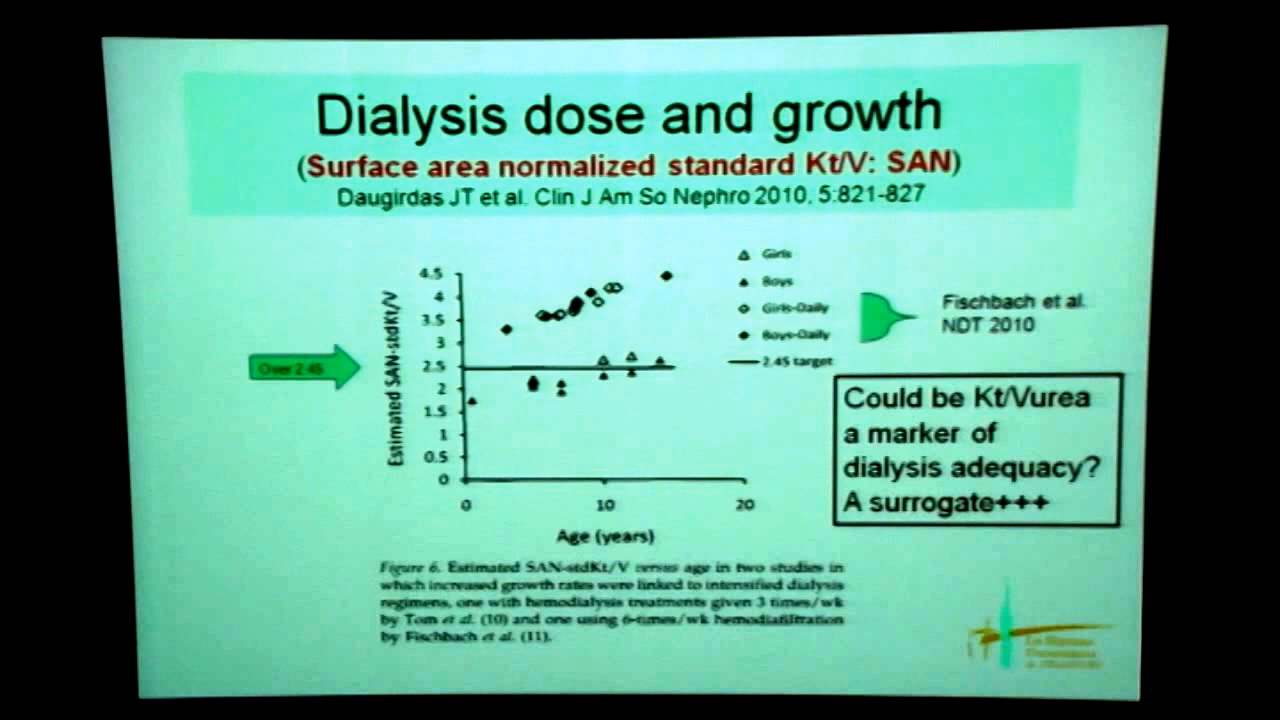 Dialysis dose and growth
(Surface area normalized standard Kt/V: SAN)
Daugirdas JT et al. Clin J Am So Nephro 2010, 5:821-827
Over 2.45
Estimated SAN-stdKt/V
4.5
4
3.5
3
2.5
2
1.5
1
0.5
0
0
10
20
Age (years)
Girls
Boys
Girls-Daily
Boys-Daily
2.45 target
Fischbach et al.
NDT 2010
Could be Kt/Vurea
a marker of
dialysis adequacy?
A surrogate+++
Figure 6. Estimated SAN-stdKt/V versus age in two studies in
which increased growth rates were linked to intensified dialysis
regimens, one with hemodialysis treatments given 3 times/wk
by Tom et al. (10) and one using 6-times/wk hemodiafiltration
by Fischbach et al. (11).